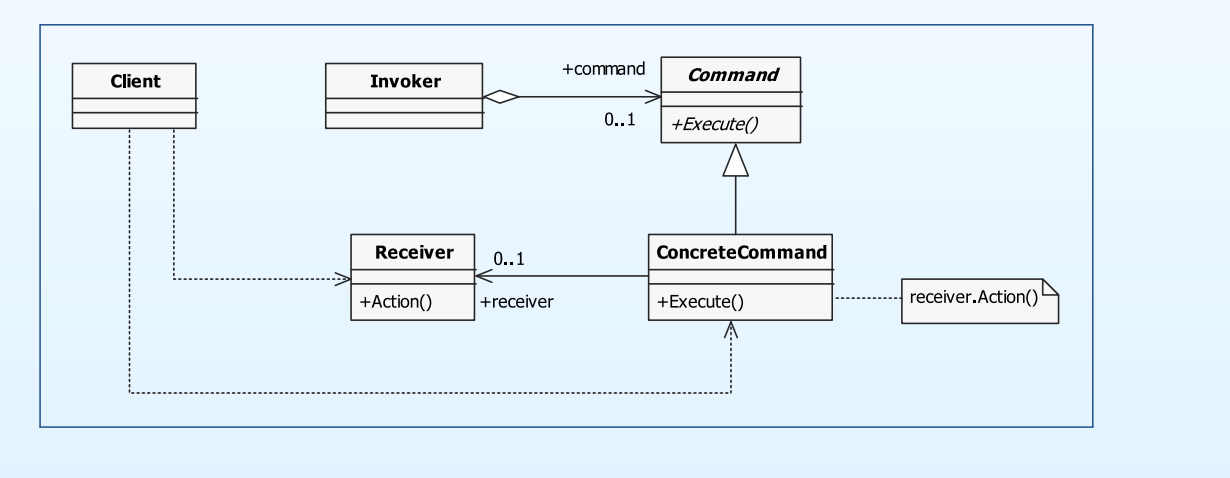 Client
Invoker
+command
0..1
Command
+Execute()
Receiver
+Action()
0..1
+receiver
ConcreteCommand
+Execute()
receiver.Action()